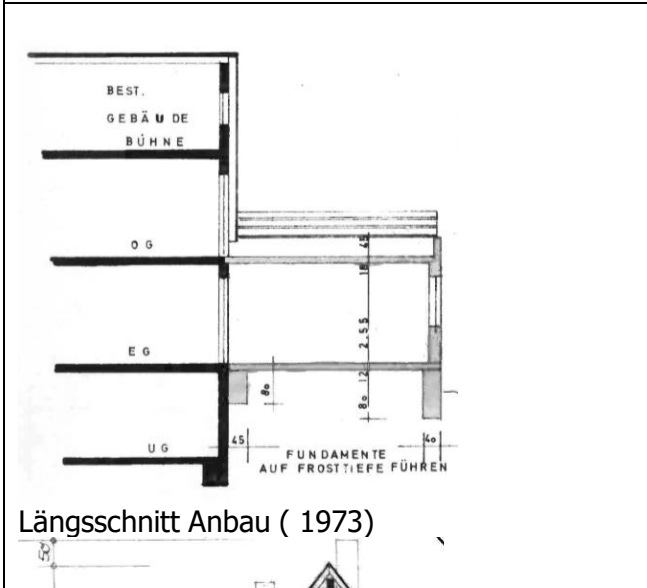 BEST.
GEBÄUDE
BÜHNE
OG
45
18
2.55
EG
12
80
80
45
40
UG
FUNDAMENTE
AUF FROSTTIEFE FÜHREN
Längsschnitt Anbau ( 1973)
50